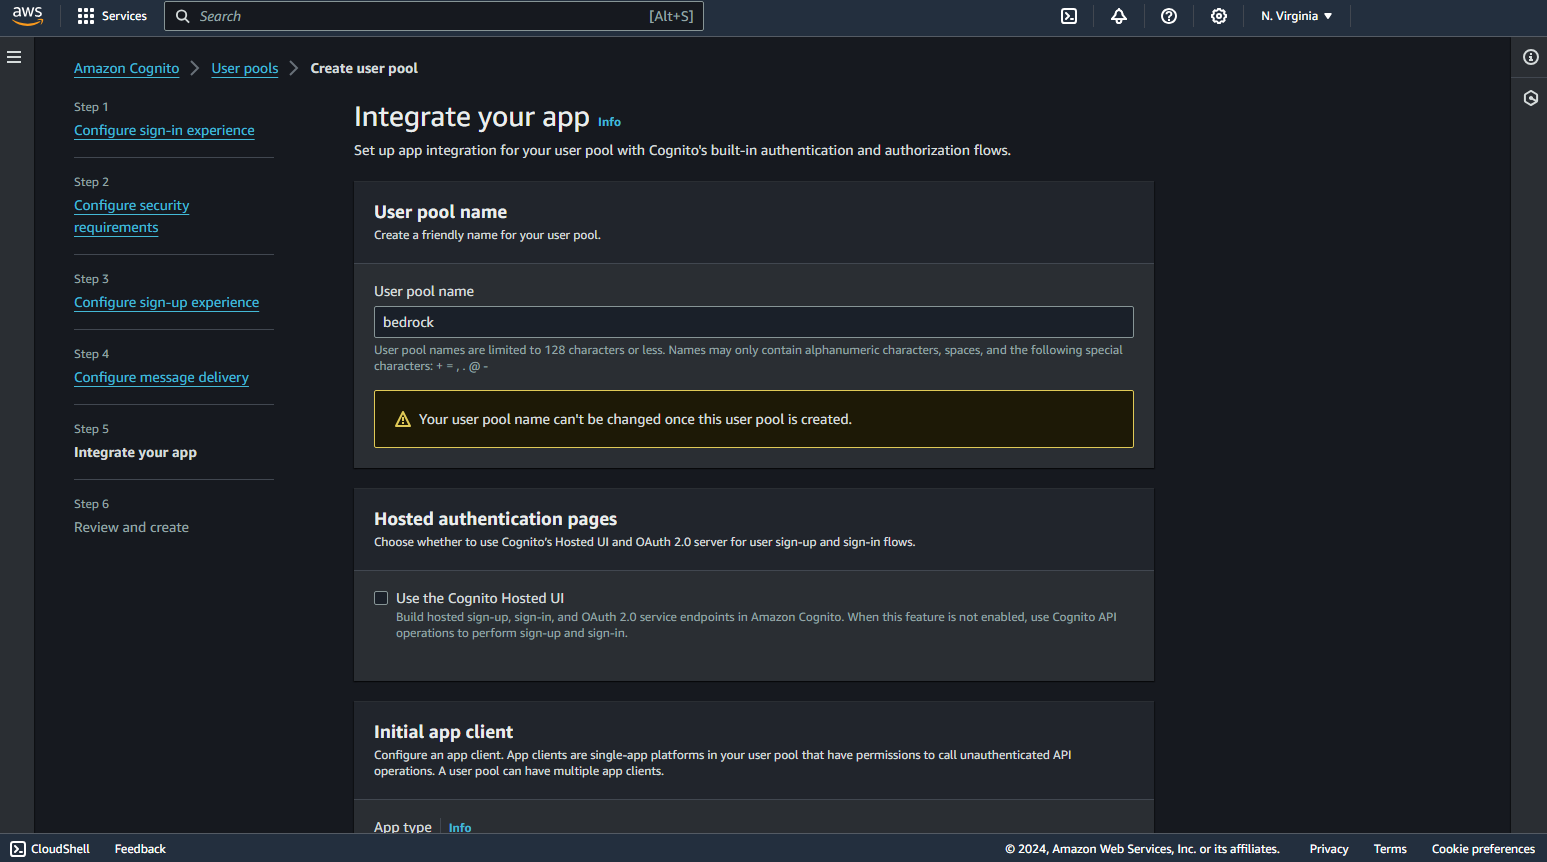 aws
Services
Search
[Alt+S]
N. Virginia
Amazon Cognito
User pools
Create user pool
Step 1
Configure sign-in experience
Step 2
Configure security
requirements
Step 3
Configure sign-up experience
Step 4
Configure message delivery
Step 5
Integrate your app
Step 6
Review and create
Integrate your app Info
Set up app integration for your user pool with Cognito's built-in authentication and authorization flows.
User pool name
Create a friendly name for your user pool.
User pool name
bedrock
User pool names are limited to 128 characters or less. Names may only contain alphanumeric characters, spaces, and the following special
characters: + = , . @ -
Your user pool name can't be changed once this user pool is created.
Hosted authentication pages
Choose whether to use Cognito's Hosted UI and OAuth 2.0 server for user sign-up and sign-in flows.
Use the Cognito Hosted UI
Build hosted sign-up, sign-in, and OAuth 2.0 service endpoints in Amazon Cognito. When this feature is not enabled, use Cognito API
operations to perform sign-up and sign-in.
Initial app client
Configure an app client. App clients are single-app platforms in your user pool that have permissions to call unauthenticated API
operations. A user pool can have multiple app clients.
App type Info
CloudShell
Feedback
© 2024, Amazon Web Services, Inc. or its affiliates.
Privacy
Terms
Cookie preferences